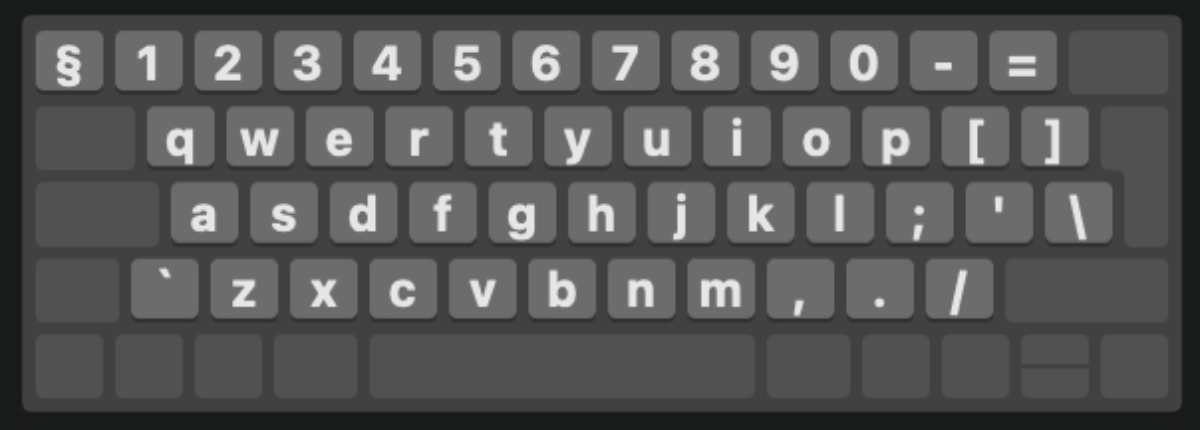 § 1 2 3 4 5 6 7 8 9 0 - =
q w e r t y u i o p [ ]
a s d f g h j k l ; ' \
` z x c v b n m , . /